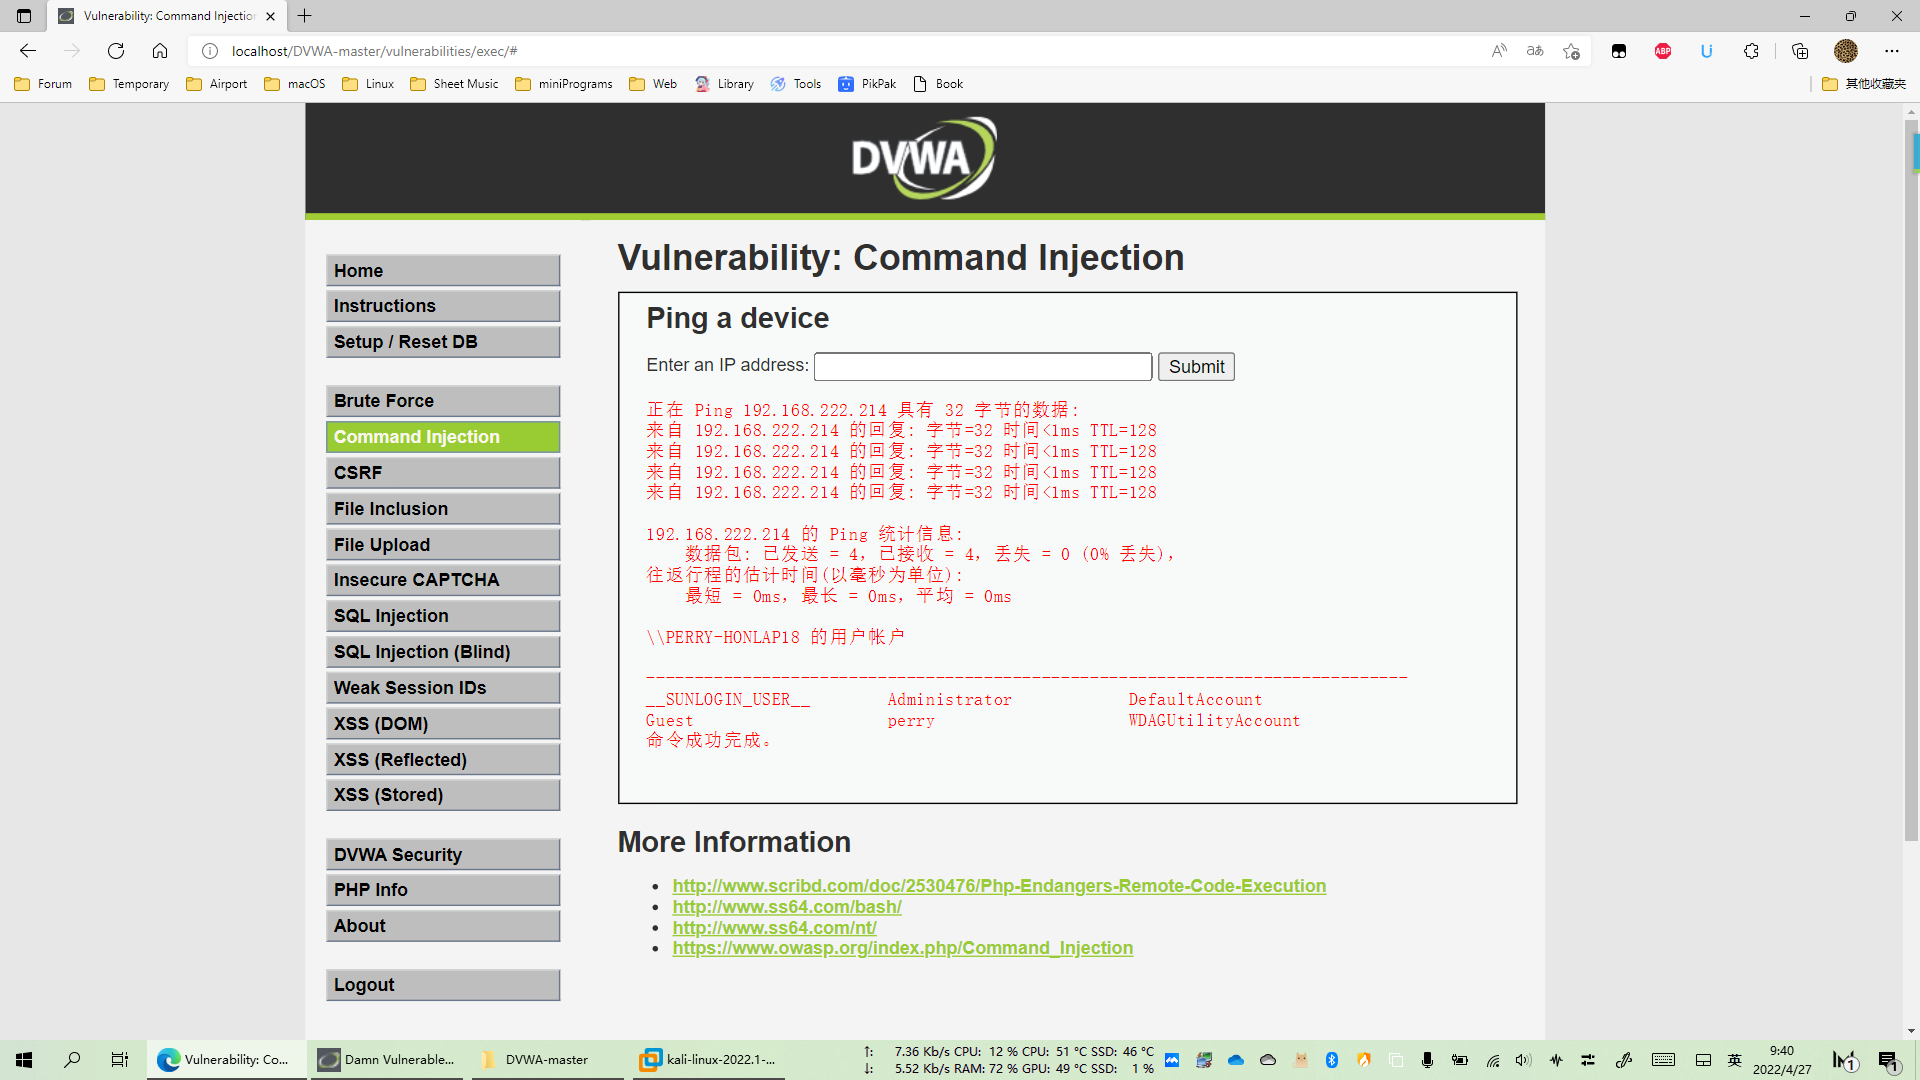 Vulnerability: Command Injectio
localhost/DVWA-master/vulnerabilities/exec/#
Forum Temporary Airport macOS Linux Sheet Music miniPrograms Web Library Tools PikPak Book 其他收藏夹
DVWA
Home
Instructions
Setup / Reset DB
Brute Force
Command Injection
CSRF
File Inclusion
File Upload
Insecure CAPTCHA
SQL Injection
SQL Injection (Blind)
Weak Session IDs
XSS (DOM)
XSS (Reflected)
XSS (Stored)
DVWA Security
PHP Info
About
Logout
Vulnerability: Command Injection
Ping a device
Enter an IP address: Submit
正在 Ping 192.168.222.214 具有 32 字节的数据:
来自 192.168.222.214 的回复: 字节=32 时间<1ms TTL=128
来自 192.168.222.214 的回复: 字节=32 时间<1ms TTL=128
来自 192.168.222.214 的回复: 字节=32 时间<1ms TTL=128
来自 192.168.222.214 的回复: 字节=32 时间<1ms TTL=128
192.168.222.214 的 Ping 统计信息:
数据包: 已发送 = 4, 已接收 = 4, 丢失 = 0 (0% 丢失),
往返行程的估计时间(以毫秒为单位):
最短 = 0ms, 最长 = 0ms, 平均 = 0ms
\\PERRY-HONLAP18 的用户帐户
-------------------------------------------------------------------------------
__SUNLOGIN_USER__ Administrator DefaultAccount
Guest perry WDAGUtilityAccount
命令成功完成。
More Information
http://www.scribd.com/doc/2530476/Php-Endangers-Remote-Code-Execution
http://www.ss64.com/bash/
http://www.ss64.com/nt/
https://www.owasp.org/index.php/Command_Injection
Vulnerability: Co... Damn Vulnerable... DVWA-master kali-linux-2022.1-...
↑: 7.36 Kb/s CPU: 12 % CPU: 51 °C SSD: 46 °C
↓: 5.52 Kb/s RAM: 72 % GPU: 49 °C SSD: 1 %
英
9:40
2022/4/27
1
1